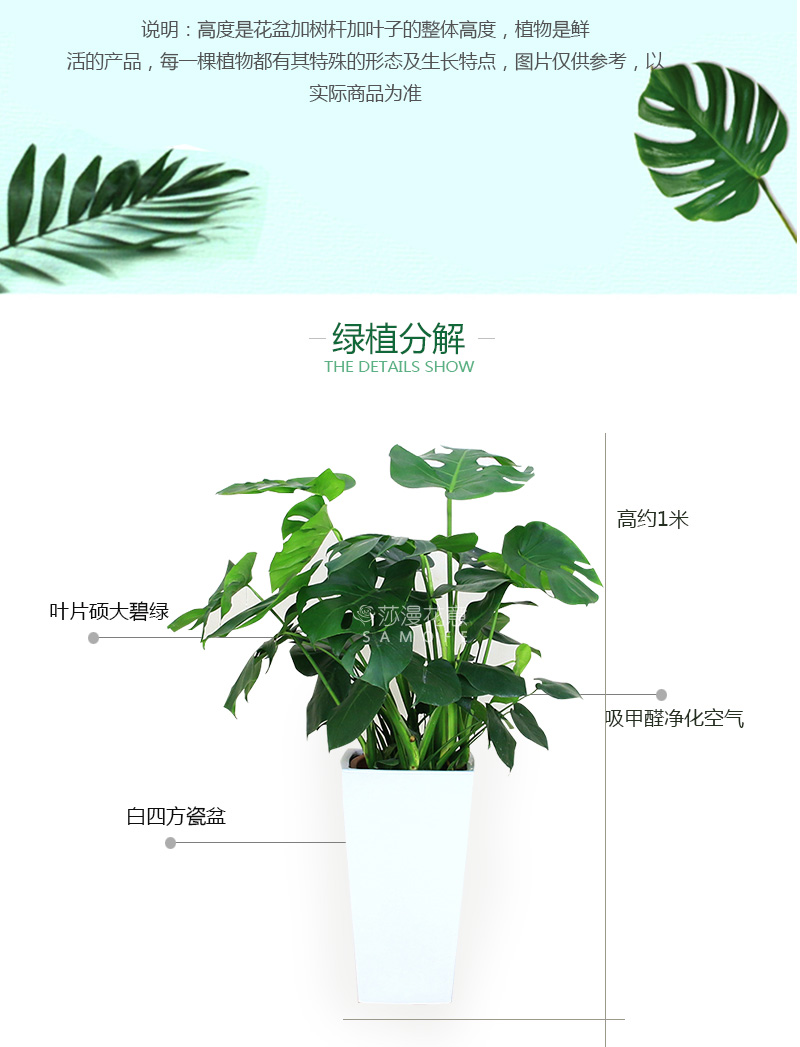 说明：高度是花盆加树杆加叶子的整体高度，植物是鲜
活的产品，每一棵植物都有其特殊的形态及生长特点，图片仅供参考，以
实际商品为准
绿植分解
THE DETAILS SHOW
高约1米
叶片硕大碧绿
莎漫花意
吸甲醛净化空气
白四方瓷盆